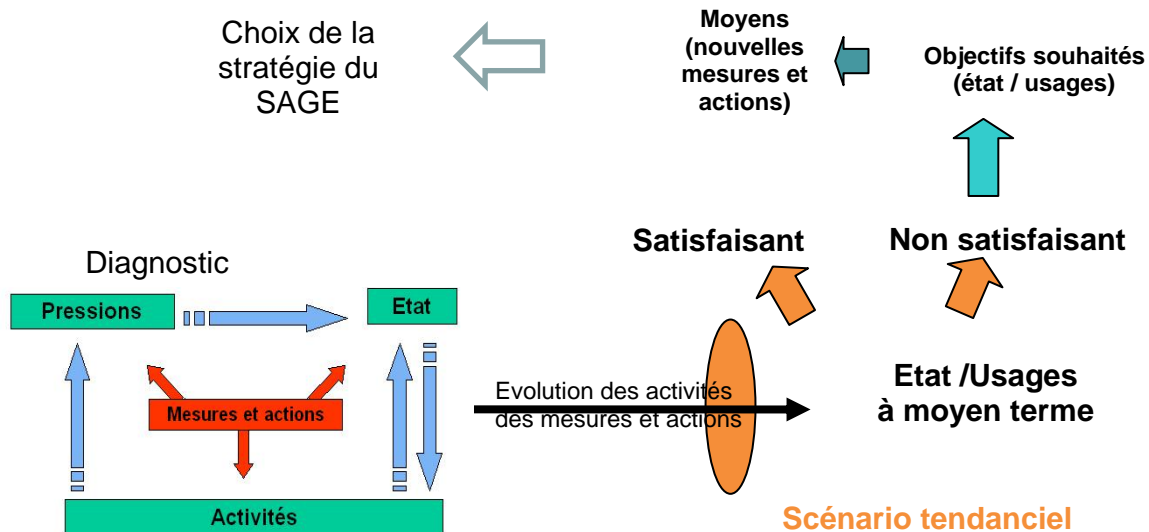 Choix de la
stratégie du
SAGE
Moyens
(nouvelles
mesures et
actions)
Objectifs souhaités
(état / usages)
Satisfaisant
Non satisfaisant
Diagnostic
Pressions
Etat
Mesures et actions
Activités
Evolution des activités
des mesures et actions
Etat /Usages
à moyen terme
Scénario tendanciel